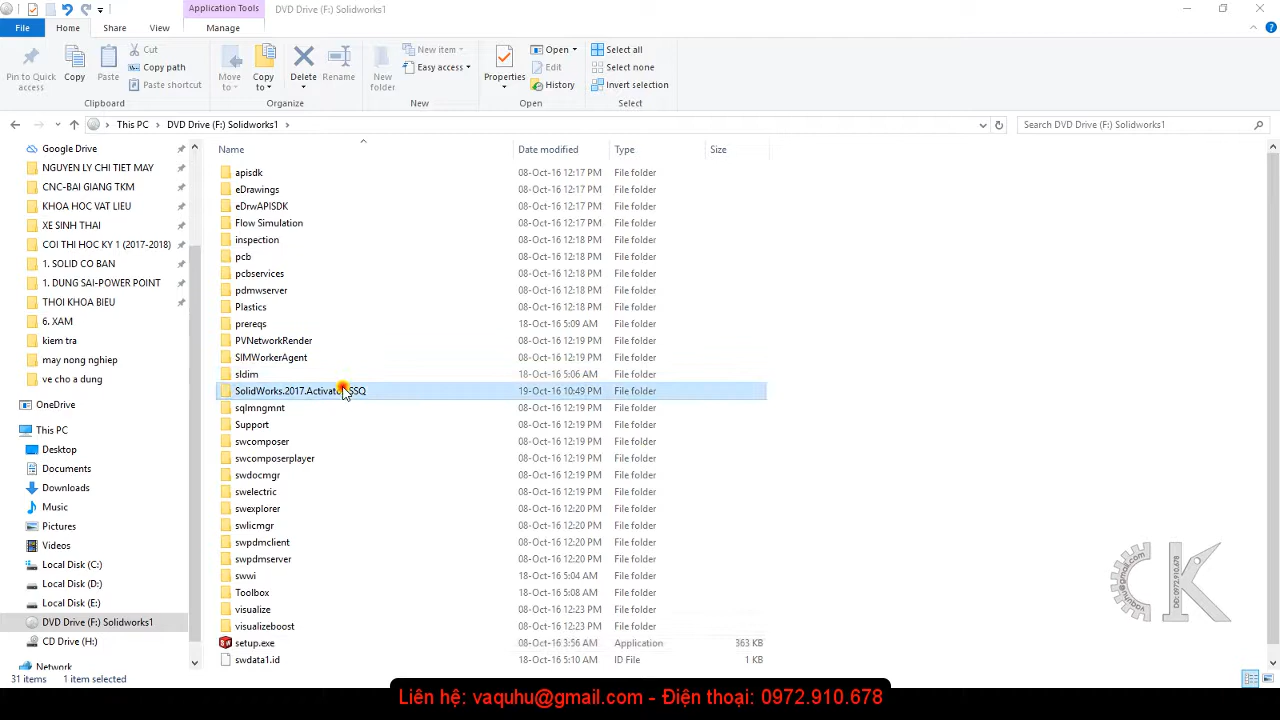 Application Tools
DVD Drive (F:) Solidworks1
File
Home
Share
View
Manage
Pin to Quick access
Copy
Paste
Cut
Copy path
Paste shortcut
Clipboard
Move to
Copy to
Delete
Rename
Organize
New folder
New item
Easy access
New
Properties
Open
Edit
History
Open
Select all
Select none
Invert selection
Select
This PC
DVD Drive (F:) Solidworks1
Search DVD Drive (F:) Solidworks1
Google Drive
NGUYEN LY CHI TIET MAY
CNC-BAI GIANG TKM
KHOA HOC VAT LIEU
XE SINH THAI
COI THI HOC KY 1 (2017-2018)
1. SOLID CO BAN
1. DUNG SAI-POWER POINT
THOI KHOA BIEU
6. XAM
kiem tra
may nong nghiep
ve cho a dung
OneDrive
This PC
Desktop
Documents
Downloads
Music
Pictures
Videos
Local Disk (C:)
Local Disk (D:)
Local Disk (E:)
DVD Drive (F:) Solidworks1
CD Drive (H:)
Network
Name Date modified Type Size
apisdk 08-Oct-16 12:17 PM File folder
eDrawings 08-Oct-16 12:17 PM File folder
eDrwAPISDK 08-Oct-16 12:17 PM File folder
Flow Simulation 08-Oct-16 12:17 PM File folder
inspection 08-Oct-16 12:18 PM File folder
pcb 08-Oct-16 12:18 PM File folder
pcbservices 08-Oct-16 12:18 PM File folder
pdmwserver 08-Oct-16 12:18 PM File folder
Plastics 08-Oct-16 12:18 PM File folder
prereqs 18-Oct-16 5:09 AM File folder
PVNetworkRender 08-Oct-16 12:19 PM File folder
SIMWorkerAgent 08-Oct-16 12:19 PM File folder
sldim 18-Oct-16 5:06 AM File folder
SolidWorks.2017.Activator SSQ 19-Oct-16 10:49 PM File folder
sqlmngmnt 08-Oct-16 12:19 PM File folder
Support 08-Oct-16 12:19 PM File folder
swcomposer 08-Oct-16 12:19 PM File folder
swcomposerplayer 08-Oct-16 12:19 PM File folder
swdocmgr 08-Oct-16 12:19 PM File folder
swelectric 08-Oct-16 12:19 PM File folder
swexplorer 08-Oct-16 12:20 PM File folder
swlicmgr 08-Oct-16 12:20 PM File folder
swpdmclient 08-Oct-16 12:20 PM File folder
swpdmserver 08-Oct-16 12:20 PM File folder
swwi 18-Oct-16 5:04 AM File folder
Toolbox 18-Oct-16 5:08 AM File folder
visualize 08-Oct-16 12:23 PM File folder
visualizeboost 08-Oct-16 12:23 PM File folder
setup.exe 08-Oct-16 3:56 AM Application 363 KB
swdata1.id 18-Oct-16 5:10 AM ID File 1 KB
31 items 1 item selected
CK
vaquhu@gmail.com
DĐ: 0972.910.678
Liên hệ: vaquhu@gmail.com - Điện thoại: 0972.910.678